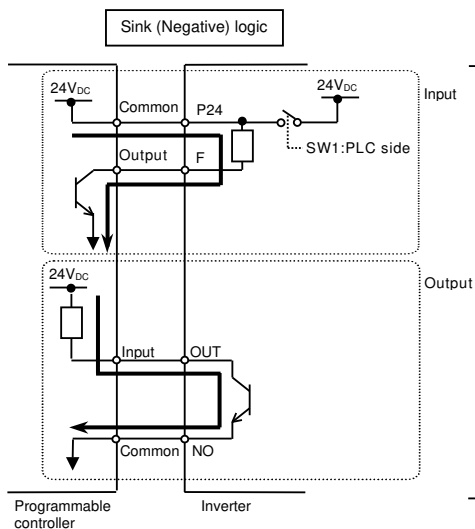 Sink (Negative) logic
24VDC
Common
P24
24VDC
Input
SW1:PLC side
Output
F
24VDC
Output
Input
OUT
Common
NO
Programmable
controller
Inverter